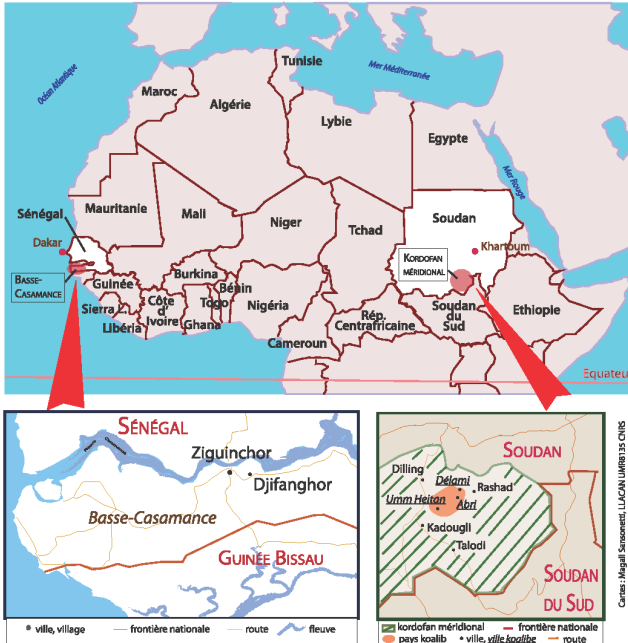 Océan Atlantique
Mer Méditerranée
Tunisie
Maroc
Algérie
Lybie
Egypte
Mer Rouge
Mauritanie
Mali
Niger
Tchad
Soudan
Sénégal
Dakar
Khartoum
KORDOFAN
MÉRIDIONAL
BASSE-
CASAMANCE
Guinée
Burkina
Bénin
Sierra L.
Côte
d'
Ivoire
Togo
Ghana
Nigéria
Libéria
Cameroun
Rép.
Centrafricaine
Soudan
du
Sud
Ethiopie
Equateur
SÉNÉGAL
Ziguinchor
Djifanghor
Basse-Casamance
GUINÉE BISSAU
ville, village
frontière nationale
route
fleuve
SOUDAN
Dilling
Délami
Rashad
Umm Heitan
Abri
Kadougli
Talodi
SOUDAN
DU SUD
kordofan méridional
frontière nationale
pays koalib
ville, ville koalibe
route
Cartes : Magali Sansonetti, LLACAN UMR8135 CNRS